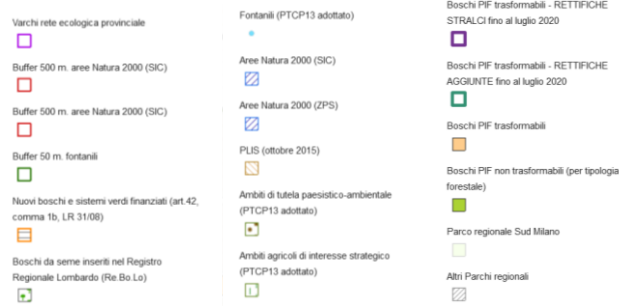 Varchi rete ecologica provinciale
Buffer 500 m. aree Natura 2000 (SIC)
Buffer 500 m. aree Natura 2000 (SIC)
Buffer 50 m. fontanili
Nuovi boschi e sistemi verdi finanziati (art.42,
comma 1b, LR 31/08)
Boschi da seme inseriti nel Registro
Regionale Lombardo (Re.Bo.Lo)
Fontanili (PTCP13 adottato)
Aree Natura 2000 (SIC)
Aree Natura 2000 (ZPS)
PLIS (ottobre 2015)
Ambiti di tutela paesistico-ambientale
(PTCP13 adottato)
Ambiti agricoli di interesse strategico
(PTCP13 adottato)
Boschi PIF trasformabili - RETTIFICHE
STRALCI fino al luglio 2020
Boschi PIF trasformabili - RETTIFICHE
AGGIUNTE fino al luglio 2020
Boschi PIF trasformabili
Boschi PIF non trasformabili (per tipologia
forestale)
Parco regionale Sud Milano
Altri Parchi regionali